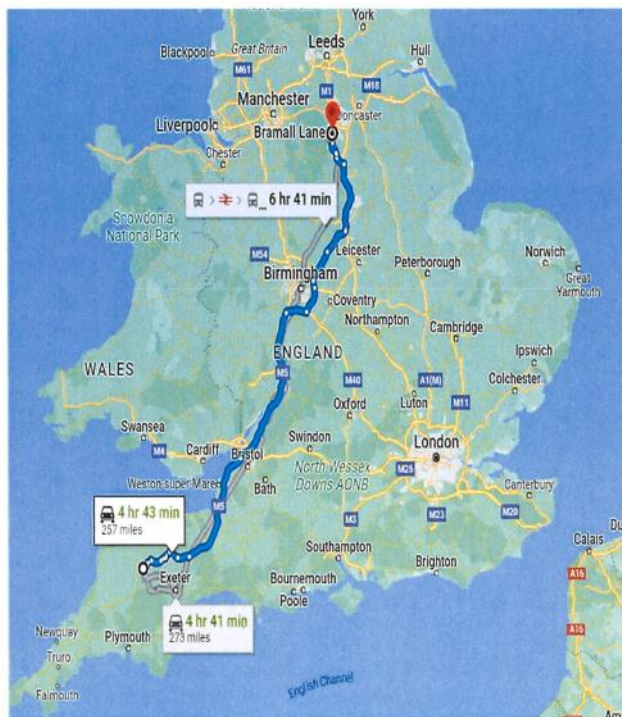 York
Blackpool
Great Britain
Leeds
Hull
M61
M1
M18
Manchester
Doncaster
Liverpool
Bramall Lane
Chester
6 hr 41 min
Snowdonia
National Park
M54
Leicester
Peterborough
Norwich
Great
Yarmouth
Birmingham
Coventry
Northampton
Cambridge
ENGLAND
WALES
Ipswich
M5
M40
A1(M)
M11
Colchester
Oxford
Luton
Swansea
M4
Cardiff
Bristol
Swindon
London
Weston-super-Mare
Bath
North Wessex
Downs AONB
M25
Canterbury
M5
M3
M23
M20
4 hr 43 min
257 miles
Southampton
Brighton
Calais
Du
A16
Exeter
Bournemouth
Poole
4 hr 41 min
273 miles
A16
Newquay
Plymouth
Truro
Falmouth
English Channel
Am